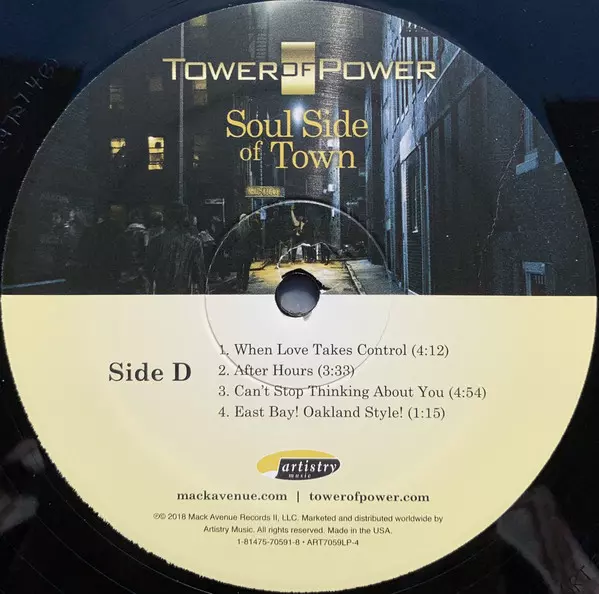 TOWER OF POWER
Soul Side
of Town
Side D
1. When Love Takes Control (4:12)
2. After Hours (3:33)
3. Can't Stop Thinking About You (4:54)
4. East Bay! Oakland Style! (1:15)
artistry
music
mackavenue.com | towerofpower.com
℗© 2018 Mack Avenue Records II, LLC. Marketed and distributed worldwide by
Artistry Music. All rights reserved. Made in the USA.
1-81475-70591-8 • ART7059LP-4